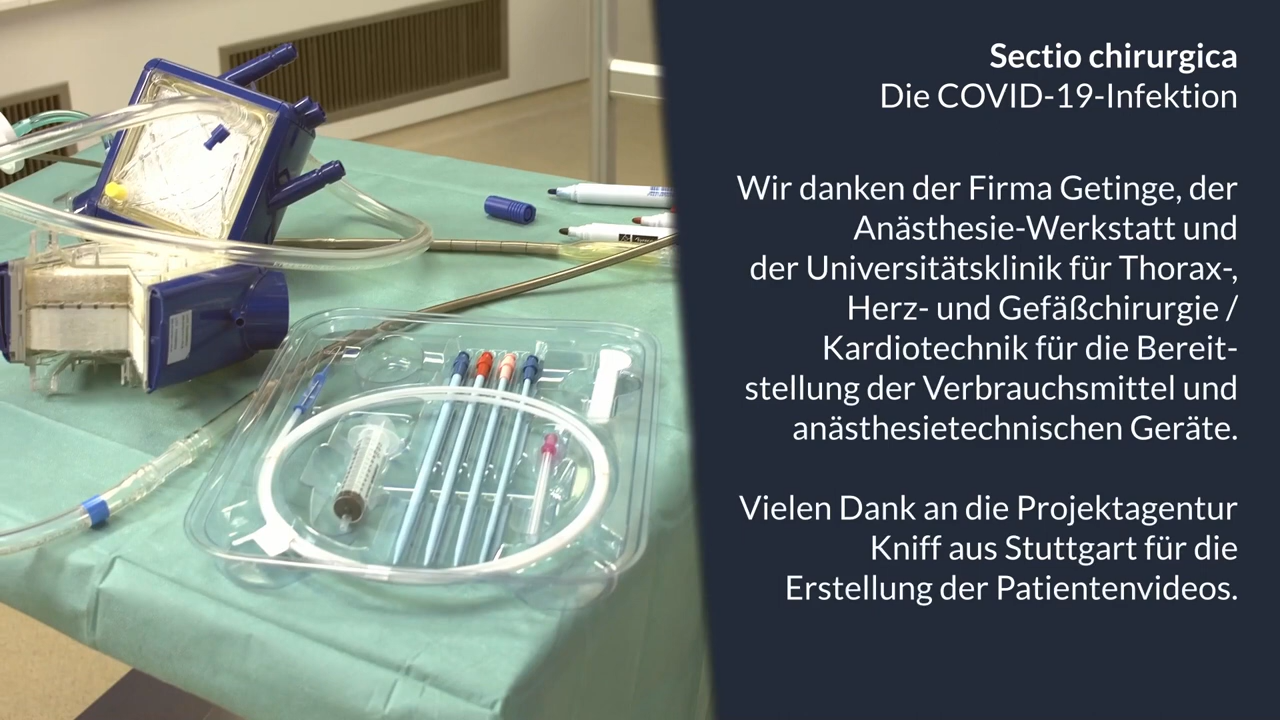 Sectio chirurgica
Die COVID-19-Infektion
Wir danken der Firma Getinge, der
Anästhesie-Werkstatt und
der Universitätsklinik für Thorax-,
Herz- und Gefäßchirurgie /
Kardiotechnik für die Bereit-
stellung der Verbrauchsmittel und
anästhesietechnischen Geräte.
Vielen Dank an die Projektagentur
Kniff aus Stuttgart für die
Erstellung der Patientenvideos.